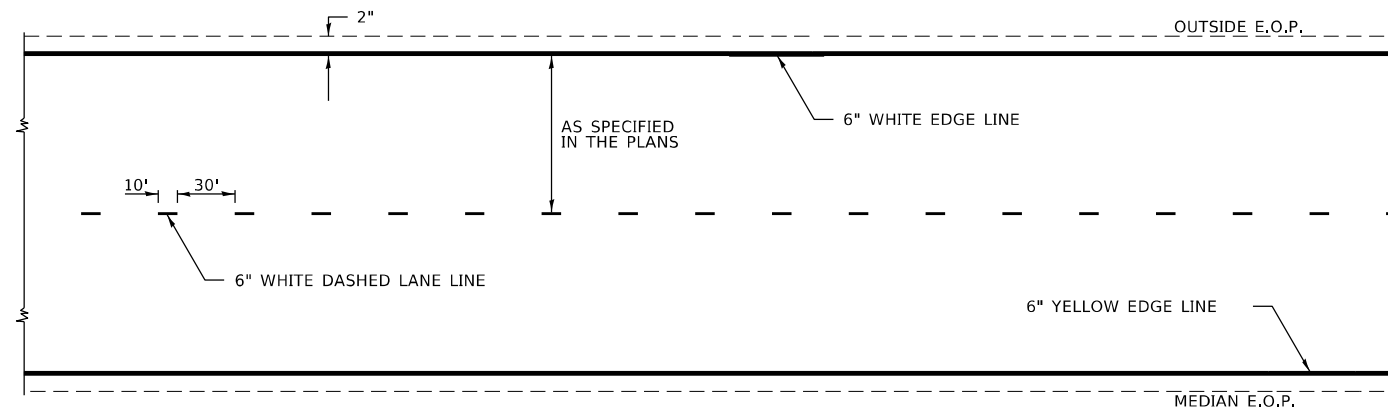 2"
OUTSIDE E.O.P.
6" WHITE EDGE LINE
AS SPECIFIED
IN THE PLANS
10'
30'
6" WHITE DASHED LANE LINE
6" YELLOW EDGE LINE
MEDIAN E.O.P.